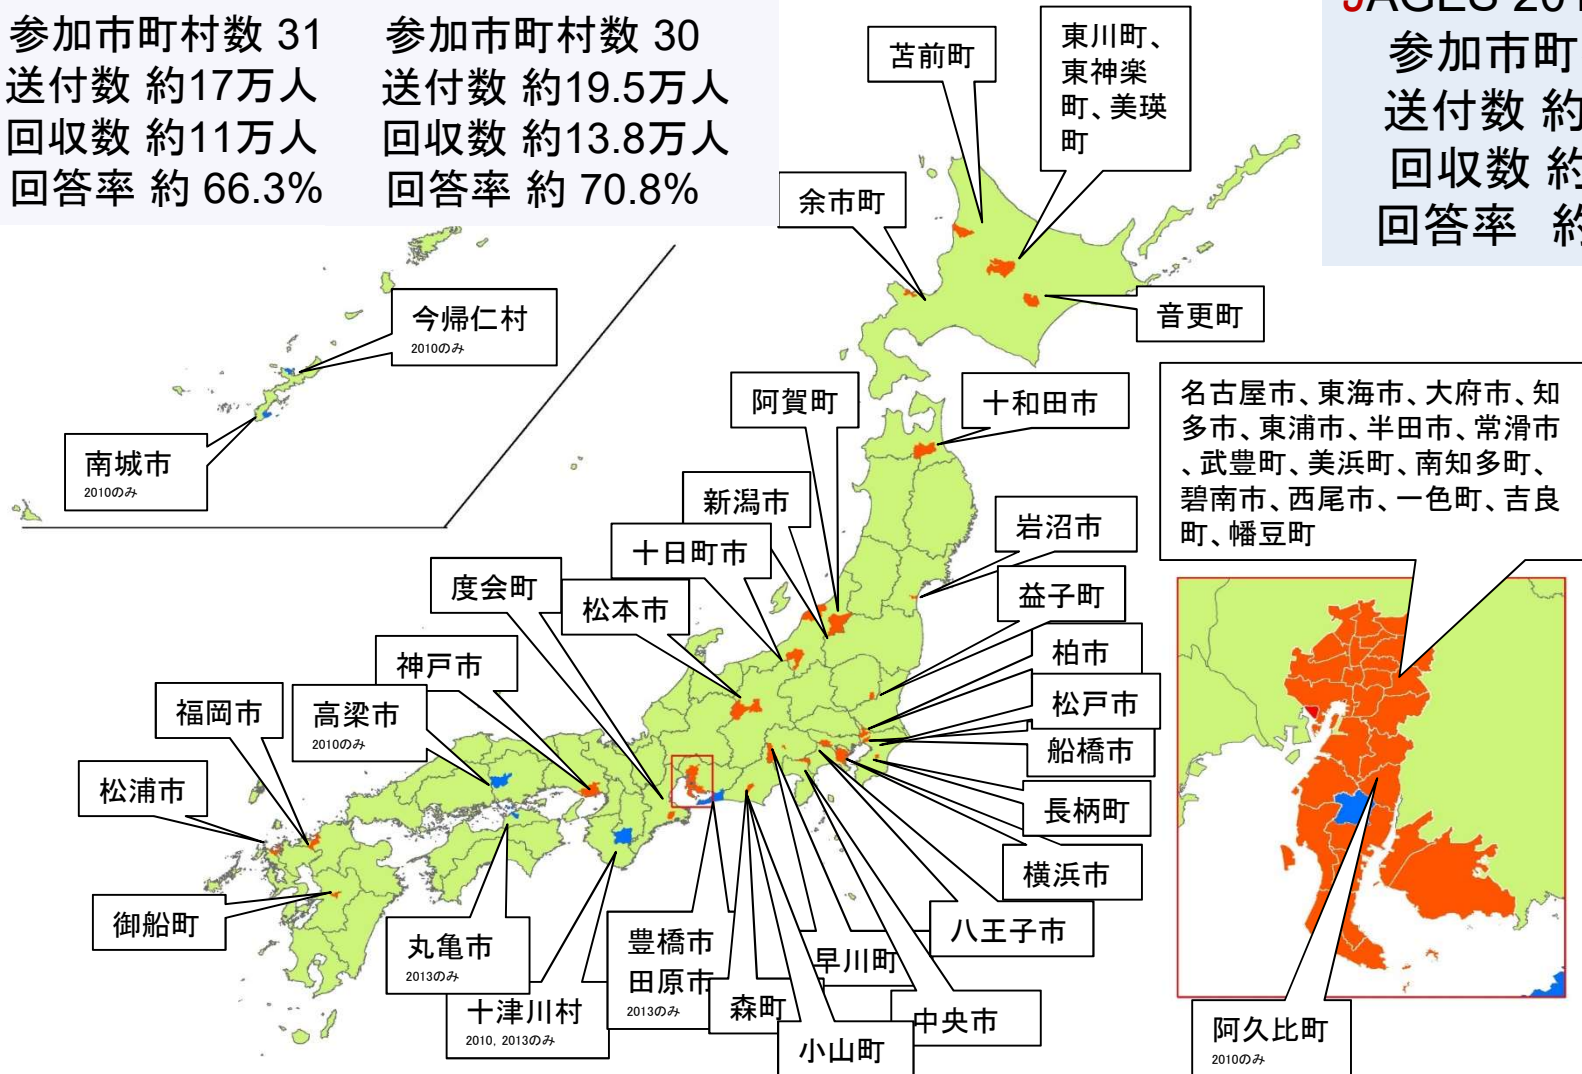 参加市町村数 31
送付数 約17万人
回収数 約11万人
回答率 約 66.3%
参加市町村数 30
送付数 約19.5万人
回収数 約13.8万人
回答率 約 70.8%
JAGES 201
参加市町
送付数 約
回収数 約
回答率 約
苫前町
東川町、
東神楽
町、美瑛
町
余市町
音更町
今帰仁村
2010のみ
南城市
2010のみ
阿賀町
十和田市
新潟市
十日町市
岩沼市
度会町
松本市
益子町
神戸市
柏市
福岡市
高梁市
2010のみ
松戸市
船橋市
松浦市
長柄町
横浜市
御船町
丸亀市
2013のみ
豊橋市
田原市
2013のみ
早川町
八王子市
十津川村
2010, 2013のみ
森町
中央市
小山町
名古屋市、東海市、大府市、知
多市、東浦市、半田市、常滑市
、武豊町、美浜町、南知多町、
碧南市、西尾市、一色町、吉良
町、幡豆町
阿久比町
2010のみ